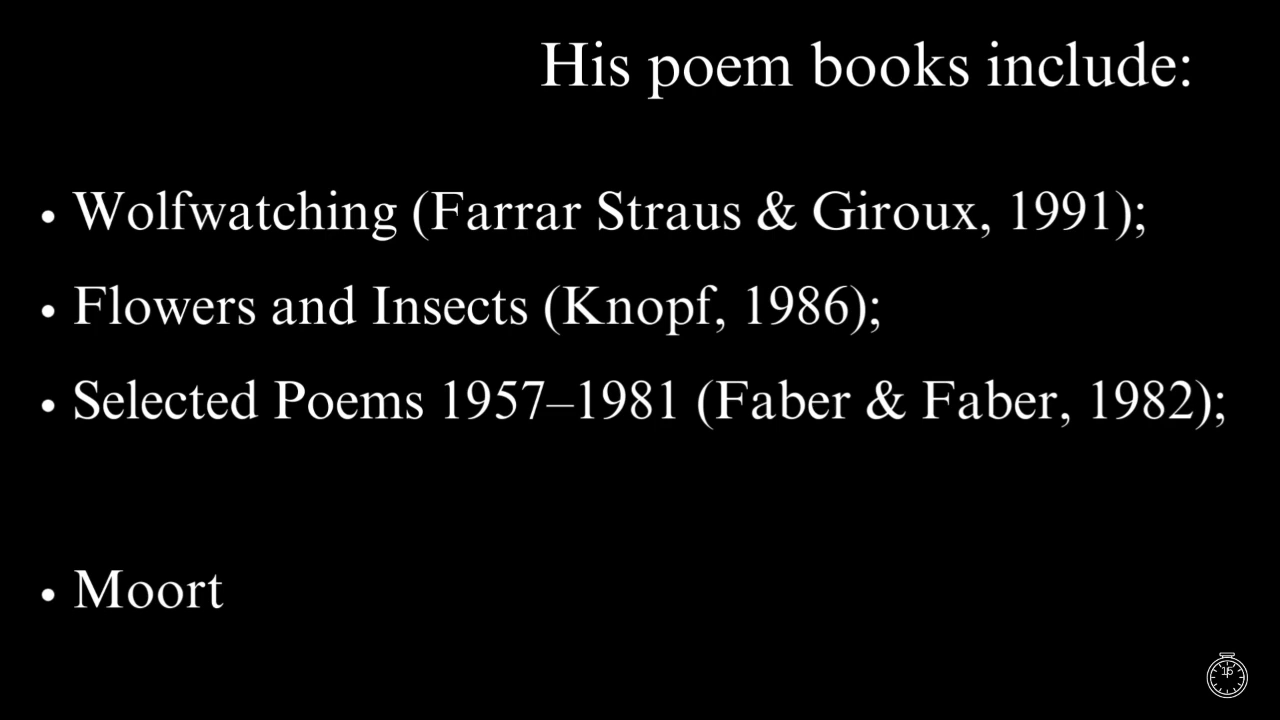 His poem books include:
• Wolfwatching (Farrar Straus & Giroux, 1991);
• Flowers and Insects (Knopf, 1986);
• Selected Poems 1957–1981 (Faber & Faber, 1982);
• Moort
15